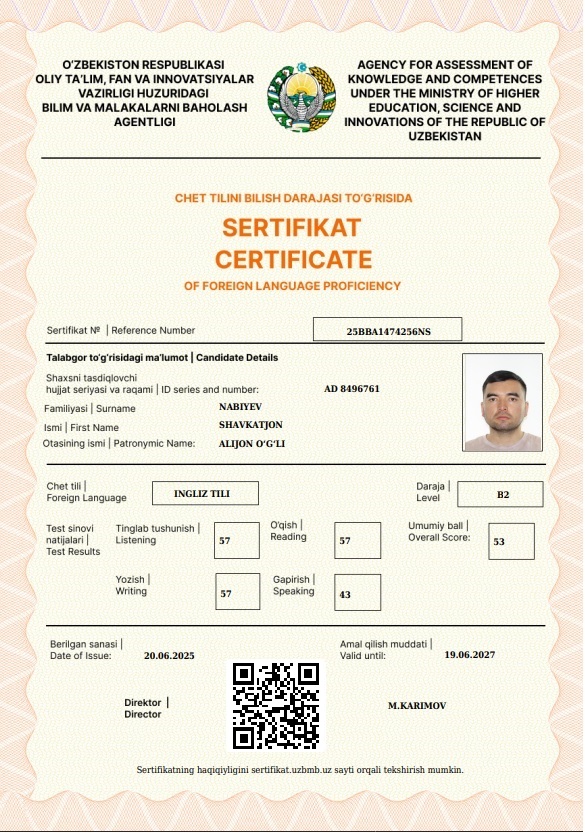 O'ZBEKISTON RESPUBLIKASI
OLIY TA'LIM, FAN VA INNOVATSIYALAR
VAZIRLIGI HUZURIDAGI
BILIM VA MALAKALARNI BAHOLASH
AGENTLIGI
AGENCY FOR ASSESSMENT OF
KNOWLEDGE AND COMPETENCES
UNDER THE MINISTRY OF HIGHER
EDUCATION, SCIENCE AND
INNOVATIONS OF THE REPUBLIC OF
UZBEKISTAN
CHET TILINI BILISH DARAJASI TO'G'RISIDA
SERTIFIKAT
CERTIFICATE
OF FOREIGN LANGUAGE PROFICIENCY
Sertifikat № | Reference Number
25BBA1474256NS
Talabgor to'g'risidagi ma'lumot | Candidate Details
Shaxsni tasdiqlovchi
hujjat seriyasi va raqami | ID series and number:
AD 8496761
Familiyasi | Surname
NABIYEV
Ismi | First Name
SHAVKATJON
Otasining ismi | Patronymic Name:
ALIJON O‘G‘LI
Chet tili |
Foreign Language
INGLIZ TILI
Daraja |
Level
B2
Test sinovi
natijalari |
Test Results
Tinglab tushunish |
Listening
57
O'qish |
Reading
57
Umumiy ball |
Overall Score:
53
Yozish |
Writing
57
Gapirish |
Speaking
43
Berilgan sanasi |
Date of Issue:
20.06.2025
Amal qilish muddati |
Valid until:
19.06.2027
Direktor |
Director
M.KARIMOV
Sertifikatning haqiqiyligini sertifikat.uzbmb.uz sayti orqali tekshirish mumkin.